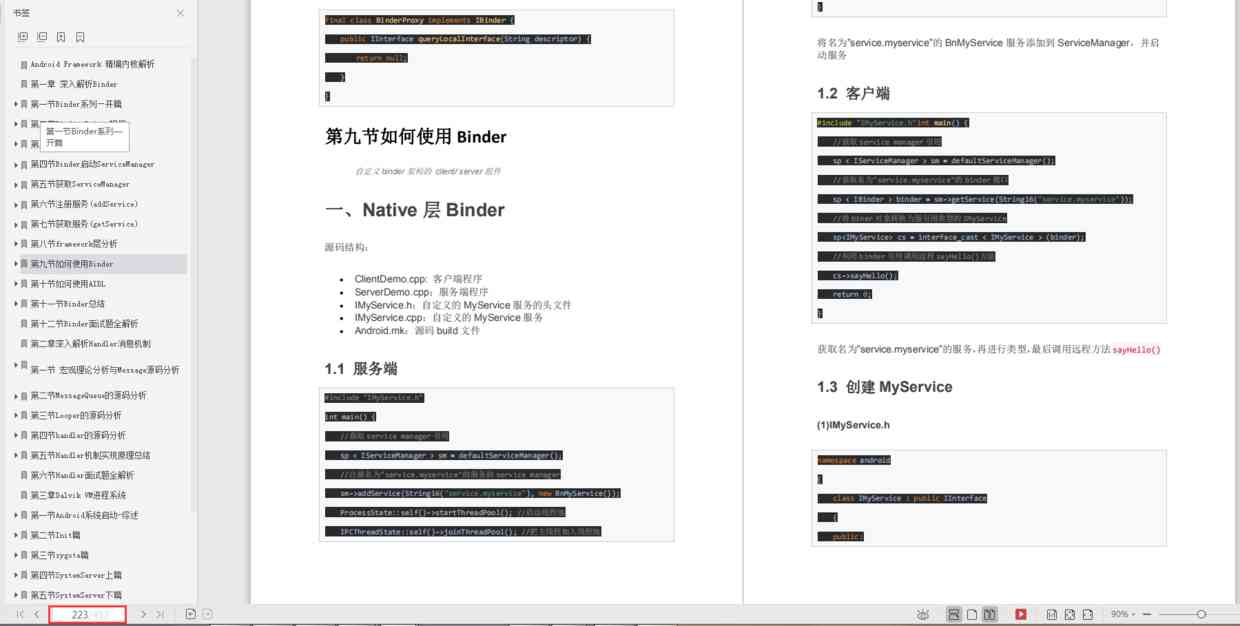 书签
Android Framework 精编内核解析
第一章 深入解析Binder
第一节Binder系列—开篇
第一节Binder系列—
开篇
第四节Binder启动ServiceManager
第五节获取ServiceManager
第六节注册服务(addService)
第七节获取服务(getService)
第八节framework层分析
第九节如何使用Binder
第十节如何使用AIDL
第十一节Binder总结
第十二节Binder面试题全解析
第二章深入解析Handler消息机制
第一节 宏观理论分析与Message源码分析
第二节MessageQueue的源码分析
第三节Looper的源码分析
第四节handler的源码分析
第五节Handler机制实现原理总结
第六节Handler面试题全解析
第三章Dalvik VM进程系统
第一节Android系统启动-综述
第二节Init篇
第三节zygote篇
第四节SystemServer上篇
第五节SystemServer下篇
223
final class BinderProxy implements IBinder {
public IInterface queryLocalInterface(String descriptor) {
return null;
}
}
第九节如何使用 Binder
自定义 binder 架构的 client/ server 组件
一、Native 层 Binder
源码结构：
• ClientDemo.cpp: 客户端程序
• ServerDemo.cpp：服务端程序
• IMyService.h：自定义的 MyService 服务的头文件
• IMyService.cpp：自定义的 MyService 服务
• Android.mk：源码 build 文件
1.1 服务端
#include "IMyService.h"
int main() {
//获取 service manager 引用
sp < IServiceManager > sm = defaultServiceManager();
//注册名为"service.myservice"的服务到 service manager
sm->addService(String16("service.myservice"), new BnMyService());
ProcessState::self()->startThreadPool(); //启动线程池
IPCThreadState::self()->joinThreadPool(); //把主线程加入线程池
}
将名为"service.myservice"的 BnMyService 服务添加到 ServiceManager，并启
动服务
1.2 客户端
#include "IMyService.h"int main() {
//获取 service manager 引用
sp < IServiceManager > sm = defaultServiceManager();
//获取名为"service.myservice"的 binder 接口
sp < IBinder > binder = sm->getService(String16("service.myservice"));
//将 biner 对象转换为强引用类型的 IMyService
sp<IMyService> cs = interface_cast < IMyService > (binder);
//利用 binder 引用调用远程 sayHello()方法
cs->sayHello();
return 0;
}
获取名为"service.myservice"的服务，再进行类型，最后调用远程方法 sayHello()
1.3 创建 MyService
(1)IMyService.h
namespace android
{
class IMyService : public IInterface
{
public:
90%